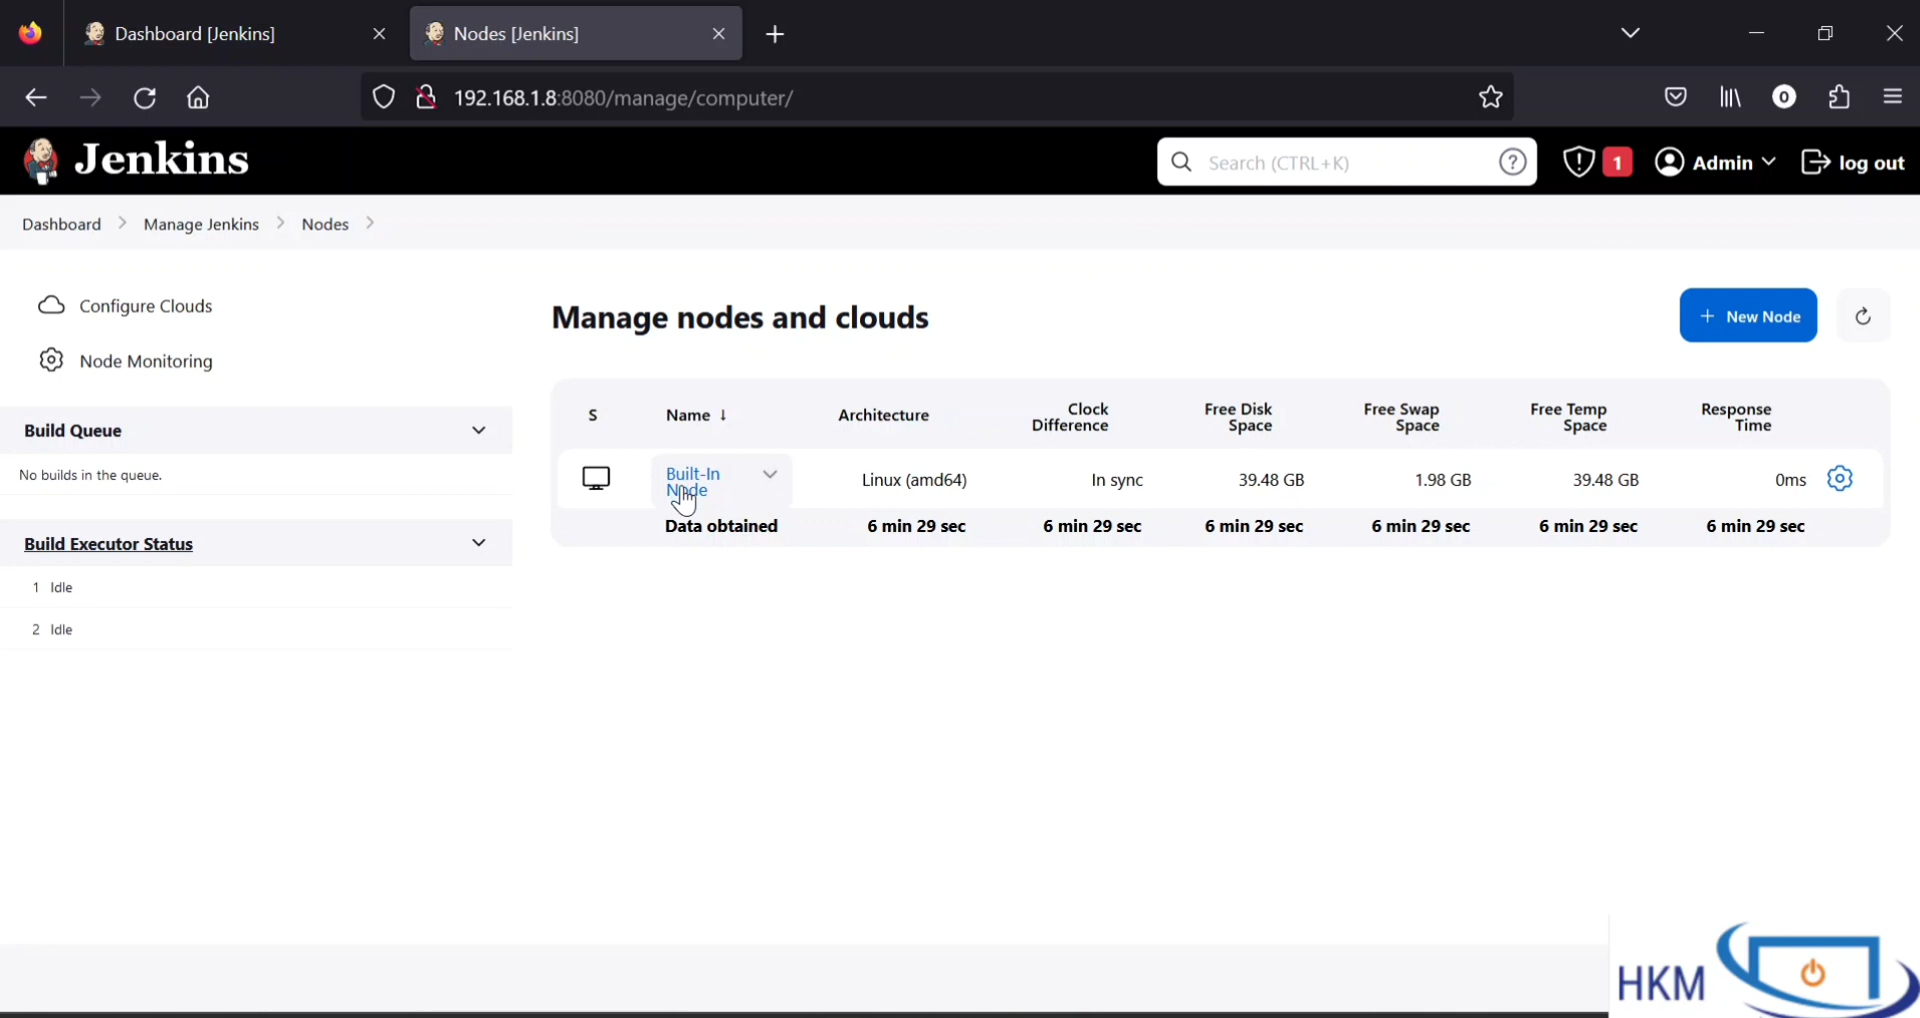 Dashboard [Jenkins]
Nodes [Jenkins]
192.168.1.8:8080/manage/computer/
0
Jenkins
Search (CTRL+K)
?
1
Admin
log out
Dashboard
Manage Jenkins
Nodes
Configure Clouds
Node Monitoring
Build Queue
No builds in the queue.
Build Executor Status
1 Idle
2 Idle
Manage nodes and clouds
+ New Node
S
Name ↓
Architecture
Clock
Difference
Free Disk
Space
Free Swap
Space
Free Temp
Space
Response
Time
Built-In
Node
Linux (amd64)
In sync
39.48 GB
1.98 GB
39.48 GB
0ms
Data obtained
6 min 29 sec
6 min 29 sec
6 min 29 sec
6 min 29 sec
6 min 29 sec
6 min 29 sec
HKM